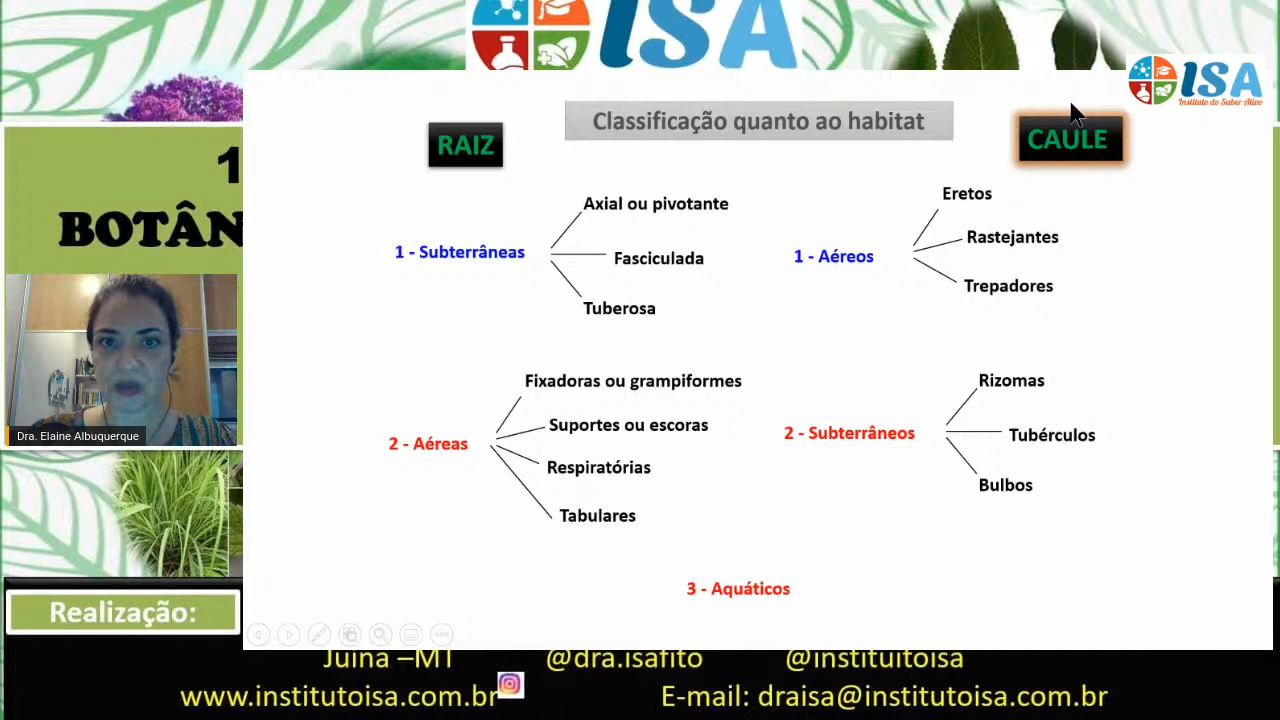 ISA
ISA
Instituto do Saber Ativo
Classificação quanto ao habitat
RAIZ
CAULE
1
BOTÂN
Axial ou pivotante
1 - Subterrâneas
Fasciculada
Tuberosa
Eretos
1 - Aéreos
Rastejantes
Trepadores
Fixadoras ou grampiformes
Suportes ou escoras
2 - Aéreas
Respiratórias
Tabulares
Rizomas
2 - Subterrâneos
Tubérculos
Bulbos
3 - Aquáticos
Dra. Elaine Albuquerque
Realização:
Juína –MT @dra.isafito @instituitoisa
www.institutoisa.com.br E-mail: draisa@institutoisa.com.br